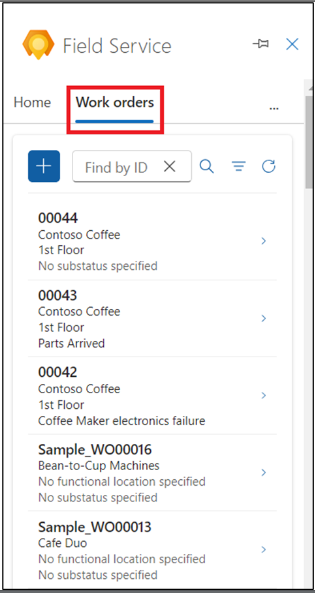 Field Service
Home Work orders ...
Find by ID
00044
Contoso Coffee
1st Floor
No substatus specified
00043
Contoso Coffee
1st Floor
Parts Arrived
00042
Contoso Coffee
1st Floor
Coffee Maker electronics failure
Sample_WO00016
Bean-to-Cup Machines
No functional location specified
No substatus specified
Sample_WO00013
Cafe Duo
No functional location specified
No substatus specified